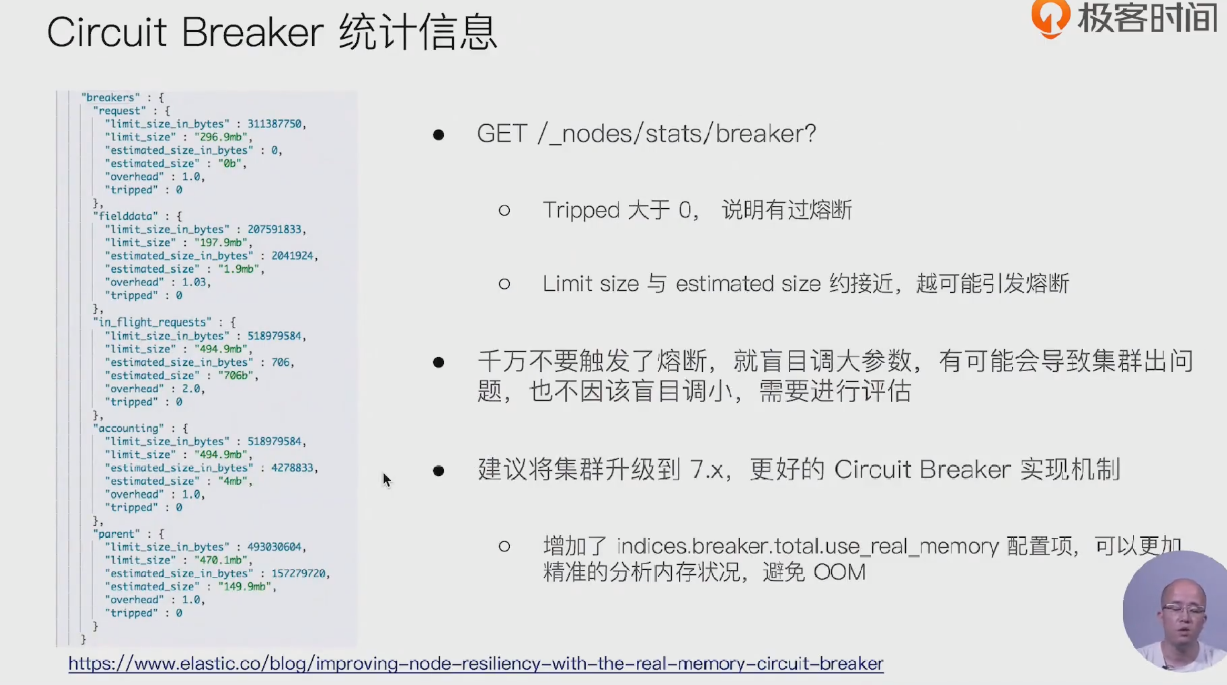 Circuit Breaker 统计信息
极客时间
"breakers" : {
"request" : {
"limit_size_in_bytes" : 311387750,
"limit_size" : "296.9mb",
"estimated_size_in_bytes" : 0,
"estimated_size" : "0b",
"overhead" : 1.0,
"tripped" : 0
},
"fielddata" : {
"limit_size_in_bytes" : 207591833,
"limit_size" : "197.9mb",
"estimated_size_in_bytes" : 2041924,
"estimated_size" : "1.9mb",
"overhead" : 1.03,
"tripped" : 0
},
"in_flight_requests" : {
"limit_size_in_bytes" : 518979584,
"limit_size" : "494.9mb",
"estimated_size_in_bytes" : 706,
"estimated_size" : "706b",
"overhead" : 2.0,
"tripped" : 0
},
"accounting" : {
"limit_size_in_bytes" : 518979584,
"limit_size" : "494.9mb",
"estimated_size_in_bytes" : 4278833,
"estimated_size" : "4mb",
"overhead" : 1.0,
"tripped" : 0
},
"parent" : {
"limit_size_in_bytes" : 493030604,
"limit_size" : "470.1mb",
"estimated_size_in_bytes" : 157279720,
"estimated_size" : "149.9mb",
"overhead" : 1.0,
"tripped" : 0
}
}
● GET /_nodes/stats/breaker?
○ Tripped 大于 0， 说明有过熔断
○ Limit size 与 estimated size 约接近，越可能引发熔断
● 千万不要触发了熔断，就盲目调大参数，有可能会导致集群出问
题，也不因该盲目调小，需要进行评估
● 建议将集群升级到 7.x，更好的 Circuit Breaker 实现机制
○ 增加了 indices.breaker.total.use_real_memory 配置项，可以更加
精准的分析内存状况，避免 OOM
https://www.elastic.co/blog/improving-node-resiliency-with-the-real-memory-circuit-breaker